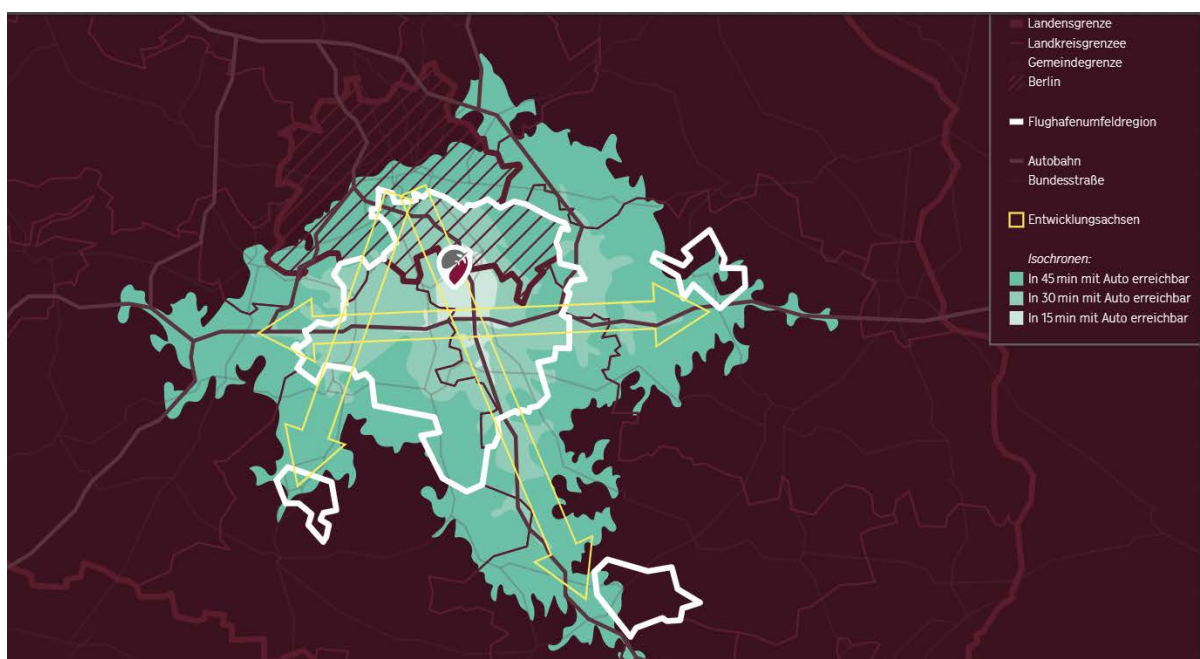 Landensgrenze
Landkreisgrenzee
Gemeindegrenze
Berlin
Flughafenumfeldregion
Autobahn
Bundesstraße
Entwicklungsachsen
Isochronen:
In 45 min mit Auto erreichbar
In 30 min mit Auto erreichbar
In 15 min mit Auto erreichbar